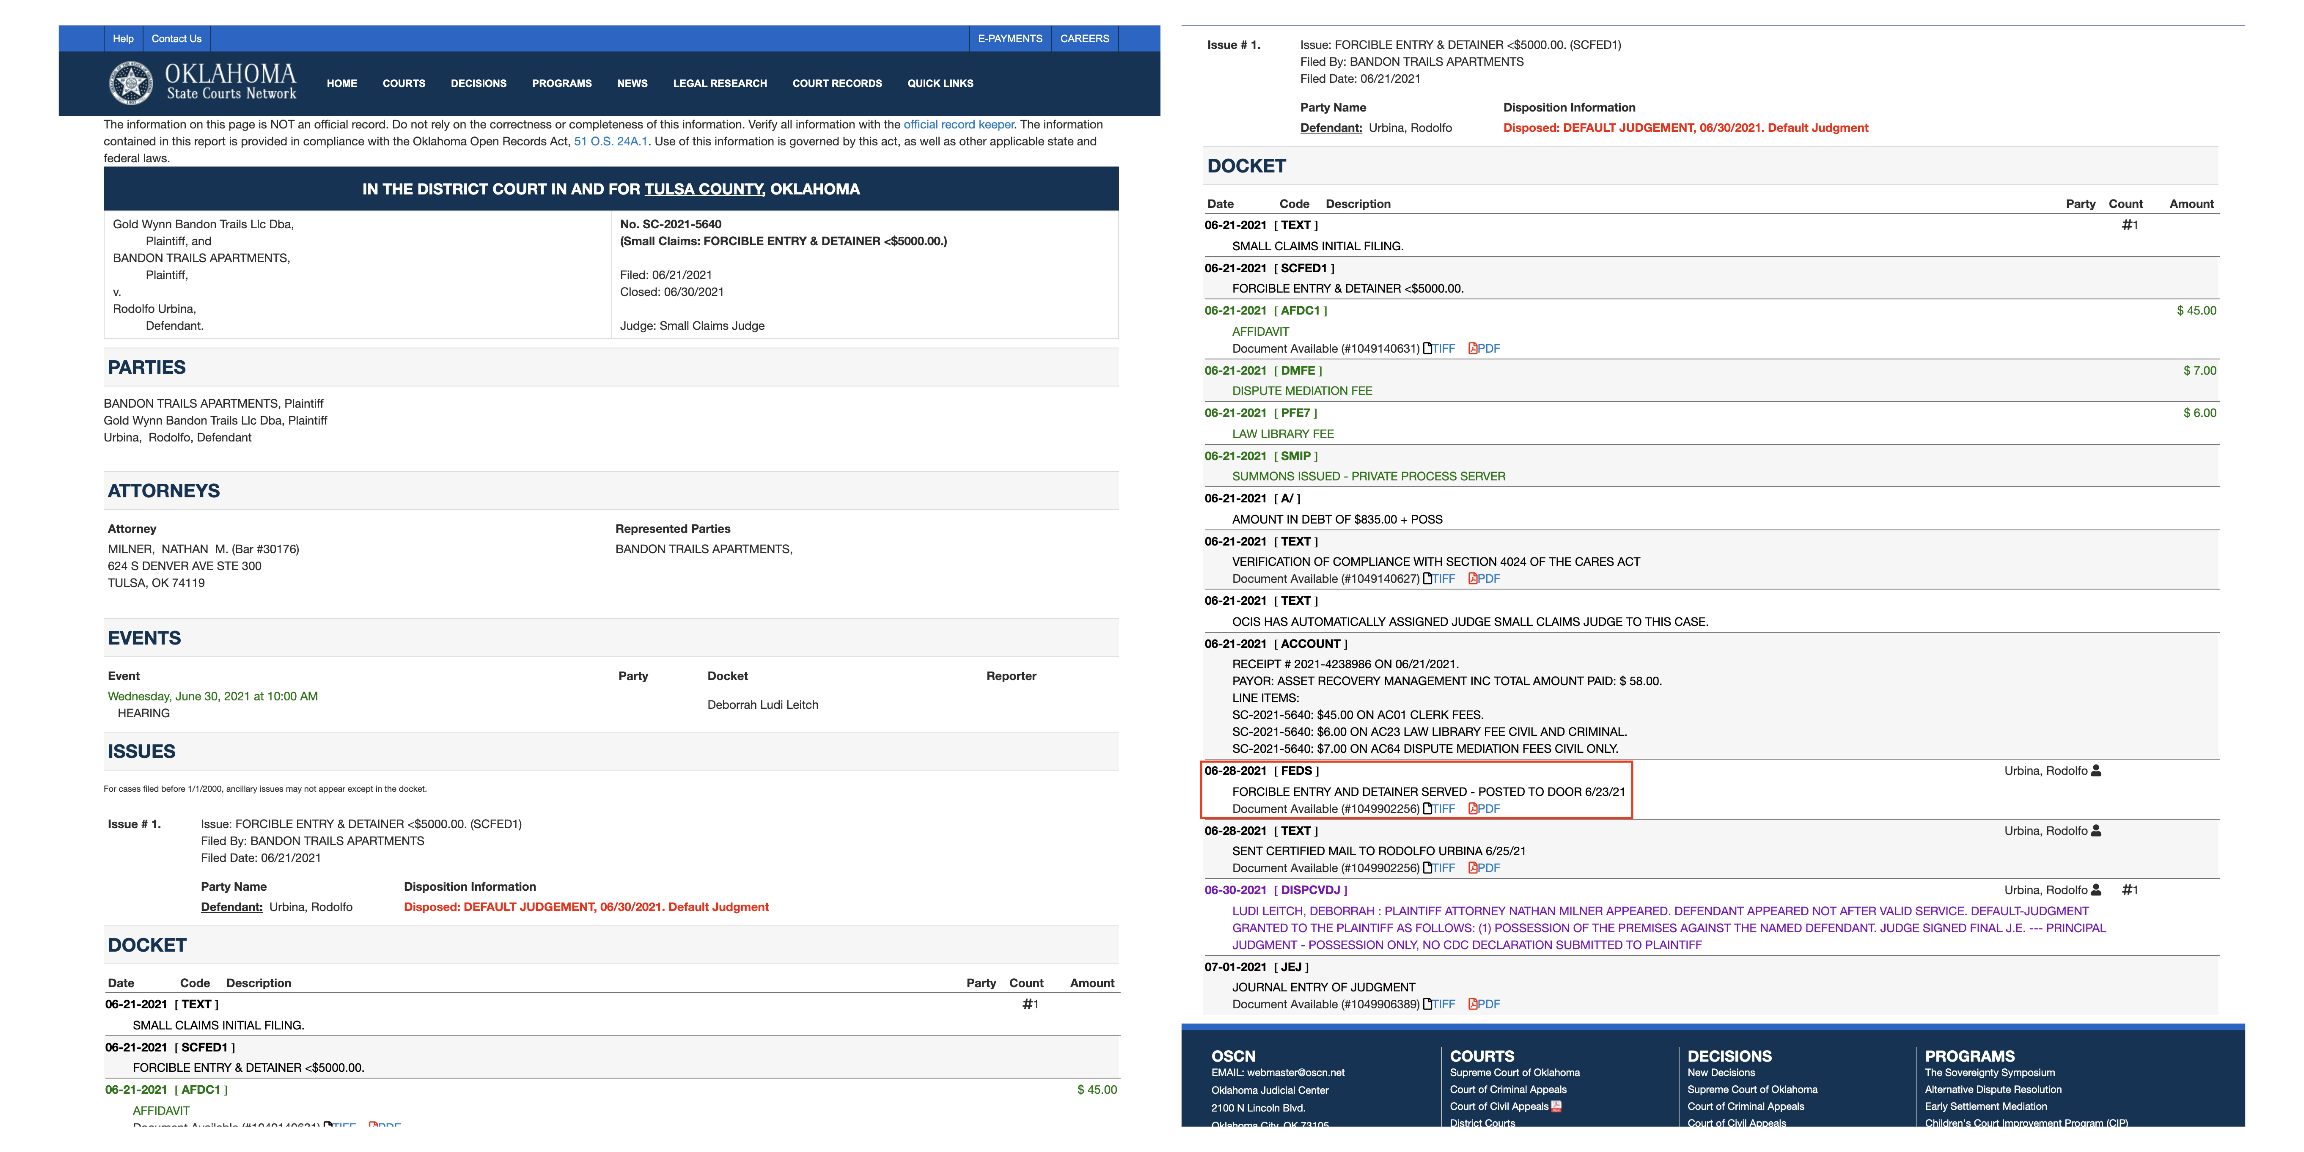 Help Contact Us E-PAYMENTS CAREERS
OKLAHOMA
State Courts Network
HOME COURTS DECISIONS PROGRAMS NEWS LEGAL RESEARCH COURT RECORDS QUICK LINKS
The information on this page is NOT an official record. Do not rely on the correctness or completeness of this information. Verify all information with the official record keeper. The information
contained in this report is provided in compliance with the Oklahoma Open Records Act, 51 O.S. 24A.1. Use of this information is governed by this act, as well as other applicable state and
federal laws.
IN THE DISTRICT COURT IN AND FOR TULSA COUNTY, OKLAHOMA
Gold Wynn Bandon Trails Llc Dba,
Plaintiff, and
BANDON TRAILS APARTMENTS,
Plaintiff,
v.
Rodolfo Urbina,
Defendant.
No. SC-2021-5640
(Small Claims: FORCIBLE ENTRY & DETAINER <$5000.00.)
Filed: 06/21/2021
Closed: 06/30/2021
Judge: Small Claims Judge
PARTIES
BANDON TRAILS APARTMENTS, Plaintiff
Gold Wynn Bandon Trails Llc Dba, Plaintiff
Urbina, Rodolfo, Defendant
ATTORNEYS
Attorney Represented Parties
MILNER, NATHAN M. (Bar #30176) BANDON TRAILS APARTMENTS,
624 S DENVER AVE STE 300
TULSA, OK 74119
EVENTS
Event Party Docket Reporter
Wednesday, June 30, 2021 at 10:00 AM
HEARING
Deborrah Ludi Leitch
ISSUES
For cases filed before 1/1/2000, ancillary issues may not appear except in the docket.
Issue # 1. Issue: FORCIBLE ENTRY & DETAINER <$5000.00. (SCFED1)
Filed By: BANDON TRAILS APARTMENTS
Filed Date: 06/21/2021
Party Name Disposition Information
Defendant: Urbina, Rodolfo Disposed: DEFAULT JUDGEMENT, 06/30/2021. Default Judgment
DOCKET
Date Code Description Party Count Amount
06-21-2021 [ TEXT ] #1
SMALL CLAIMS INITIAL FILING.
06-21-2021 [ SCFED1 ]
FORCIBLE ENTRY & DETAINER <$5000.00.
06-21-2021 [ AFDC1 ] $ 45.00
AFFIDAVIT
Document Available (#1049140631) TIFF PDF
Issue # 1. Issue: FORCIBLE ENTRY & DETAINER <$5000.00. (SCFED1)
Filed By: BANDON TRAILS APARTMENTS
Filed Date: 06/21/2021
Party Name Disposition Information
Defendant: Urbina, Rodolfo Disposed: DEFAULT JUDGEMENT, 06/30/2021. Default Judgment
DOCKET
Date Code Description Party Count Amount
06-21-2021 [ TEXT ] #1
SMALL CLAIMS INITIAL FILING.
06-21-2021 [ SCFED1 ]
FORCIBLE ENTRY & DETAINER <$5000.00.
06-21-2021 [ AFDC1 ] $ 45.00
AFFIDAVIT
Document Available (#1049140631) TIFF PDF
06-21-2021 [ DMFE ] $ 7.00
DISPUTE MEDIATION FEE
06-21-2021 [ PFE7 ] $ 6.00
LAW LIBRARY FEE
06-21-2021 [ SMIP ]
SUMMONS ISSUED - PRIVATE PROCESS SERVER
06-21-2021 [ A/ ]
AMOUNT IN DEBT OF $835.00 + POSS
06-21-2021 [ TEXT ]
VERIFICATION OF COMPLIANCE WITH SECTION 4024 OF THE CARES ACT
Document Available (#1049140627) TIFF PDF
06-21-2021 [ TEXT ]
OCIS HAS AUTOMATICALLY ASSIGNED JUDGE SMALL CLAIMS JUDGE TO THIS CASE.
06-21-2021 [ ACCOUNT ]
RECEIPT # 2021-4238986 ON 06/21/2021.
PAYOR: ASSET RECOVERY MANAGEMENT INC TOTAL AMOUNT PAID: $ 58.00.
LINE ITEMS:
SC-2021-5640: $45.00 ON AC01 CLERK FEES.
SC-2021-5640: $6.00 ON AC23 LAW LIBRARY FEE CIVIL AND CRIMINAL.
SC-2021-5640: $7.00 ON AC64 DISPUTE MEDIATION FEES CIVIL ONLY.
06-28-2021 [ FEDS ] Urbina, Rodolfo
FORCIBLE ENTRY AND DETAINER SERVED - POSTED TO DOOR 6/23/21
Document Available (#1049902256) TIFF PDF
06-28-2021 [ TEXT ] Urbina, Rodolfo
SENT CERTIFIED MAIL TO RODOLFO URBINA 6/25/21
Document Available (#1049902256) TIFF PDF
06-30-2021 [ DISPCVDJ ] Urbina, Rodolfo #1
LUDI LEITCH, DEBORRAH : PLAINTIFF ATTORNEY NATHAN MILNER APPEARED. DEFENDANT APPEARED NOT AFTER VALID SERVICE. DEFAULT-JUDGMENT
GRANTED TO THE PLAINTIFF AS FOLLOWS: (1) POSSESSION OF THE PREMISES AGAINST THE NAMED DEFENDANT. JUDGE SIGNED FINAL J.E. --- PRINCIPAL
JUDGMENT - POSSESSION ONLY, NO CDC DECLARATION SUBMITTED TO PLAINTIFF
07-01-2021 [ JEJ ]
JOURNAL ENTRY OF JUDGMENT
Document Available (#1049906389) TIFF PDF
OSCN COURTS DECISIONS PROGRAMS
EMAIL: webmaster@oscn.net Supreme Court of Oklahoma New Decisions The Sovereignty Symposium
Oklahoma Judicial Center Court of Criminal Appeals Supreme Court of Oklahoma Alternative Dispute Resolution
2100 N Lincoln Blvd. Court of Civil Appeals Court of Criminal Appeals Early Settlement Mediation
Oklahoma City, OK 73105 District Courts Court of Civil Appeals Children's Court Improvement Program (CIP)